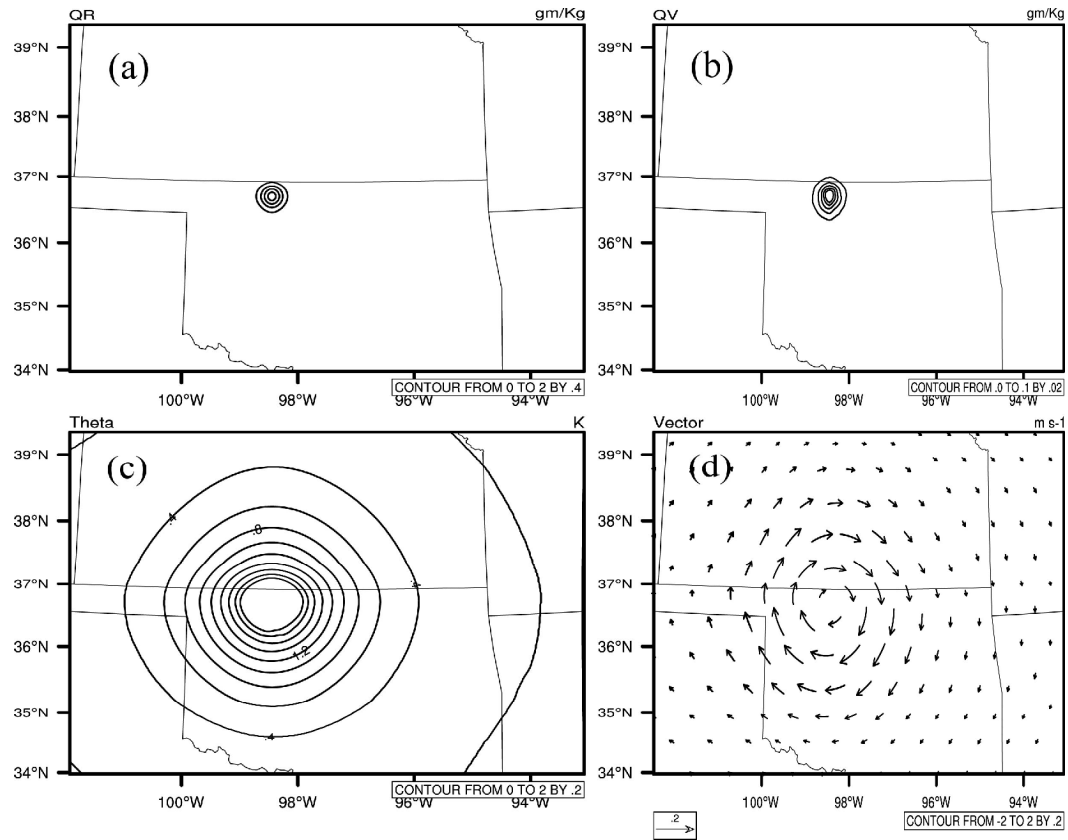 QR gm/Kg QV gm/Kg
(a) (b)
39°N 39°N
38°N 38°N
37°N 37°N
36°N 36°N
35°N 35°N
34°N 34°N
CONTOUR FROM 0 TO 2 BY .4 CONTOUR FROM .0 TO .1 BY .02
100°W 98°W 96°W 94°W 100°W 98°W 96°W 94°W
Theta K Vector m s-1
(c) (d)
39°N 39°N
38°N .4 .8 38°N
37°N .4 37°N
36°N 1.2 36°N
35°N .4 35°N
34°N 34°N
CONTOUR FROM 0 TO 2 BY .2 CONTOUR FROM -2 TO 2 BY .2
100°W 98°W 96°W 94°W 100°W 98°W 96°W 94°W
.2